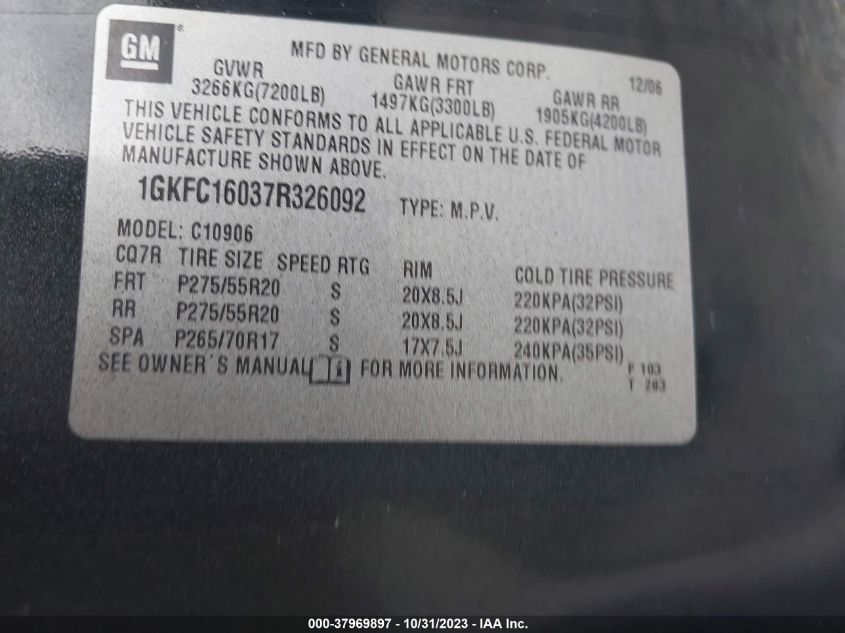 GM
MFD BY GENERAL MOTORS CORP. 12/06
GVWR GAWR FRT GAWR RR
3266KG(7200LB) 1497KG(3300LB) 1905KG(4200LB)
THIS VEHICLE CONFORMS TO ALL APPLICABLE U.S. FEDERAL MOTOR
VEHICLE SAFETY STANDARDS IN EFFECT ON THE DATE OF
MANUFACTURE SHOWN ABOVE.
1GKFC16037R326092 TYPE: M.P.V.
MODEL: C10906
CQ7R TIRE SIZE SPEED RTG RIM COLD TIRE PRESSURE
FRT P275/55R20 S 20X8.5J 220KPA(32PSI)
RR P275/55R20 S 20X8.5J 220KPA(32PSI)
SPA P265/70R17 S 17X7.5J 240KPA(35PSI)
SEE OWNER'S MANUAL FOR MORE INFORMATION.
F 103
T 283
000-37969897 - 10/31/2023 - IAA Inc.